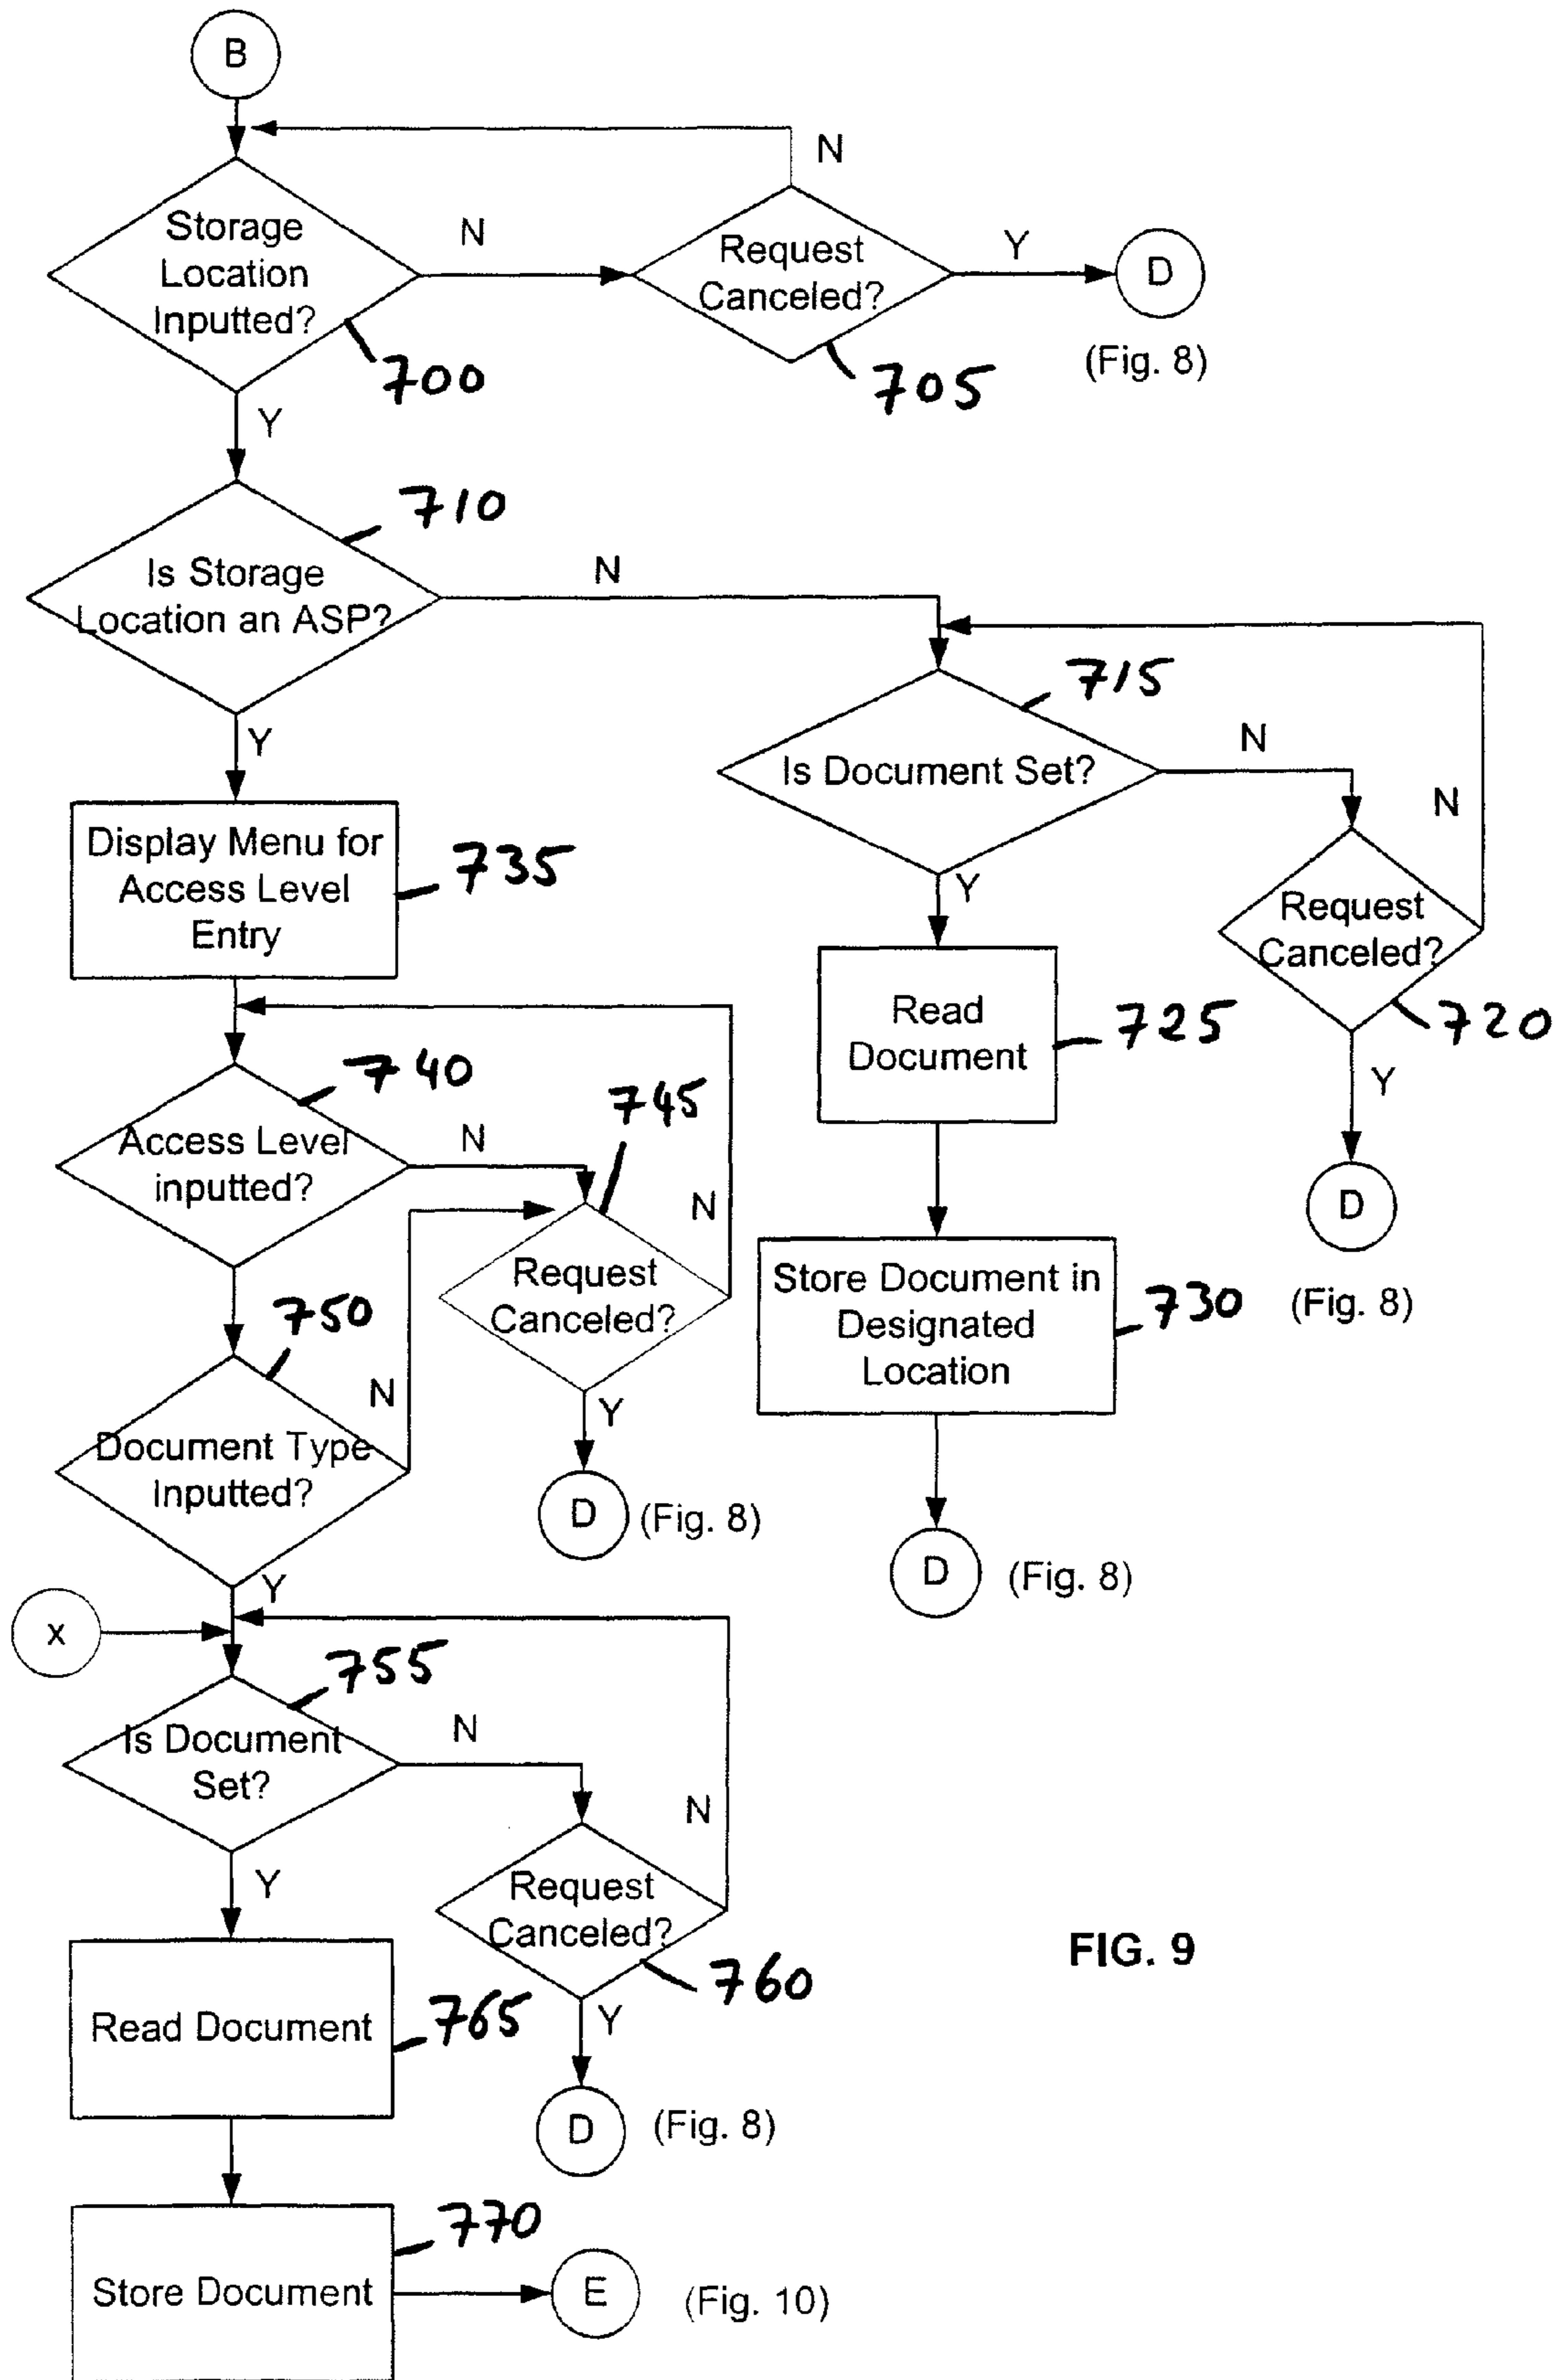 B
N
Storage
Location
Inputted?
N
Request
Canceled?
Y
D
(Fig. 8)
700
705
Y
710
Is Storage
Location an ASP?
N
715
Y
Is Document Set?
N
N
Display Menu for
Access Level
Entry
735
Y
Request
Canceled?
720
Read
Document
725
Y
D
(Fig. 8)
740
745
Access Level
inputted?
N
N
Request
Canceled?
Store Document in
Designated
Location
730
750
N
Y
Document Type
Inputted?
D
(Fig. 8)
D
(Fig. 8)
Y
x
755
Is Document
Set?
N
N
Y
Request
Canceled?
760
FIG. 9
Read Document
765
Y
D
(Fig. 8)
770
Store Document
E
(Fig. 10)